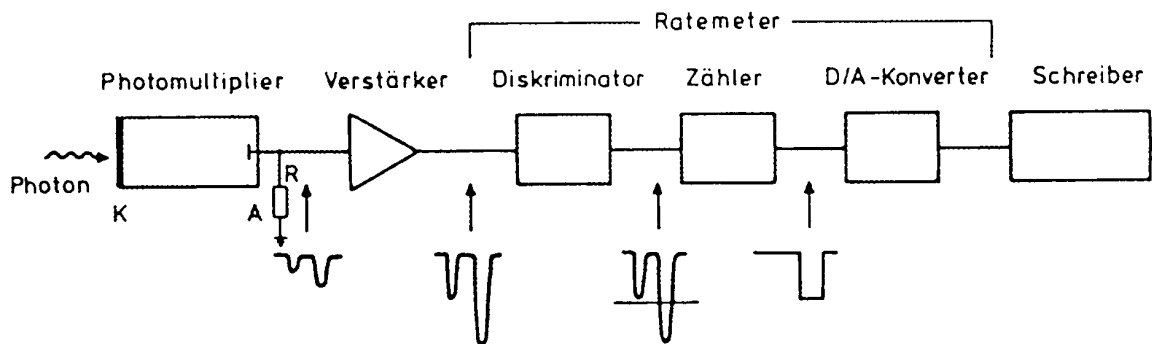 Ratemeter
Photomultiplier Verstärker Diskriminator Zähler D/A-Konverter Schreiber
Photon
R
K A